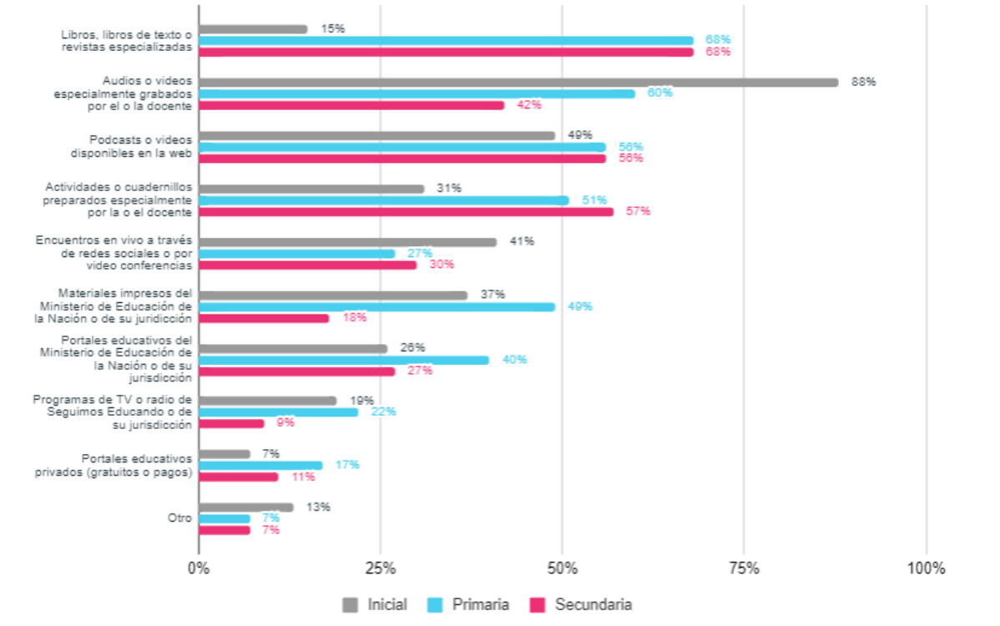 Libros, libros de texto o
revistas especializadas
15%
68%
68%
Audios o videos
especialmente grabados
por el o la docente
88%
60%
42%
Podcasts o videos
disponibles en la web
49%
56%
56%
Actividades o cuadernillos
preparados especialmente
por la o el docente
31%
51%
57%
Encuentros en vivo a través
de redes sociales o por
video conferencias
41%
27%
30%
Materiales impresos del
Ministerio de Educación de
la Nación o de su juridicción
37%
49%
18%
Portales educativos del
Ministerio de Educación de
la Nación o de su
jurisdicción
26%
40%
27%
Programas de TV o radio de
Seguimos Educando o de
su jurisdicción
19%
22%
9%
Portales educativos
privados (gratuitos o pagos)
7%
17%
11%
Otro
13%
7%
7%
0% 25% 50% 75% 100%
Inicial Primaria Secundaria